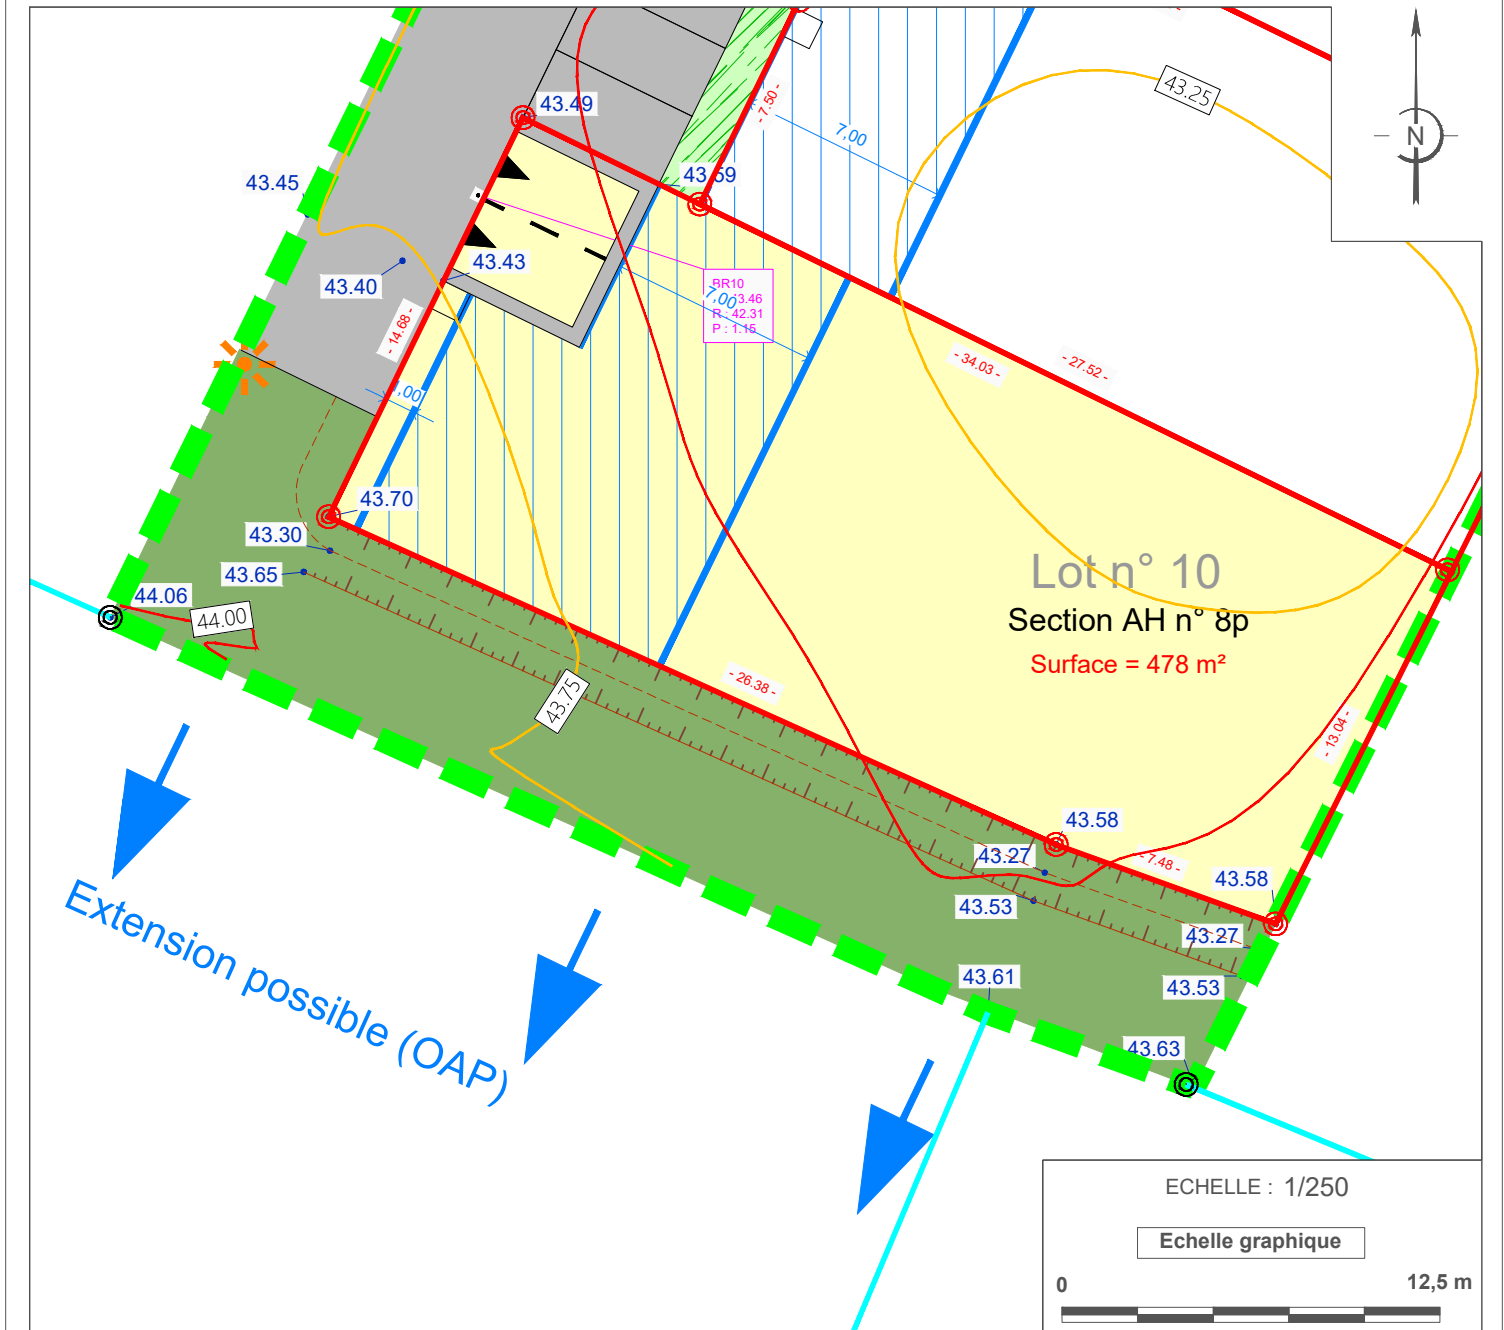 43.25
N
43.49
- 7.50 -
7,00
43.45
43.59
43.43
43.40
BR10
7,00
R : 42.31
P : 1.15
- 14.68 -
- 34.03 -
- 27.52 -
43.70
43.30
43.65
44.06
44.00
Lot n° 10
Section AH n° 8p
Surface = 478 m²
43.75
- 26.38 -
- 13.04 -
43.58
43.27
- 7.48 -
43.58
43.53
43.27
43.61
43.53
43.63
Extension possible (OAP)
ECHELLE : 1/250
Echelle graphique
0
12,5 m